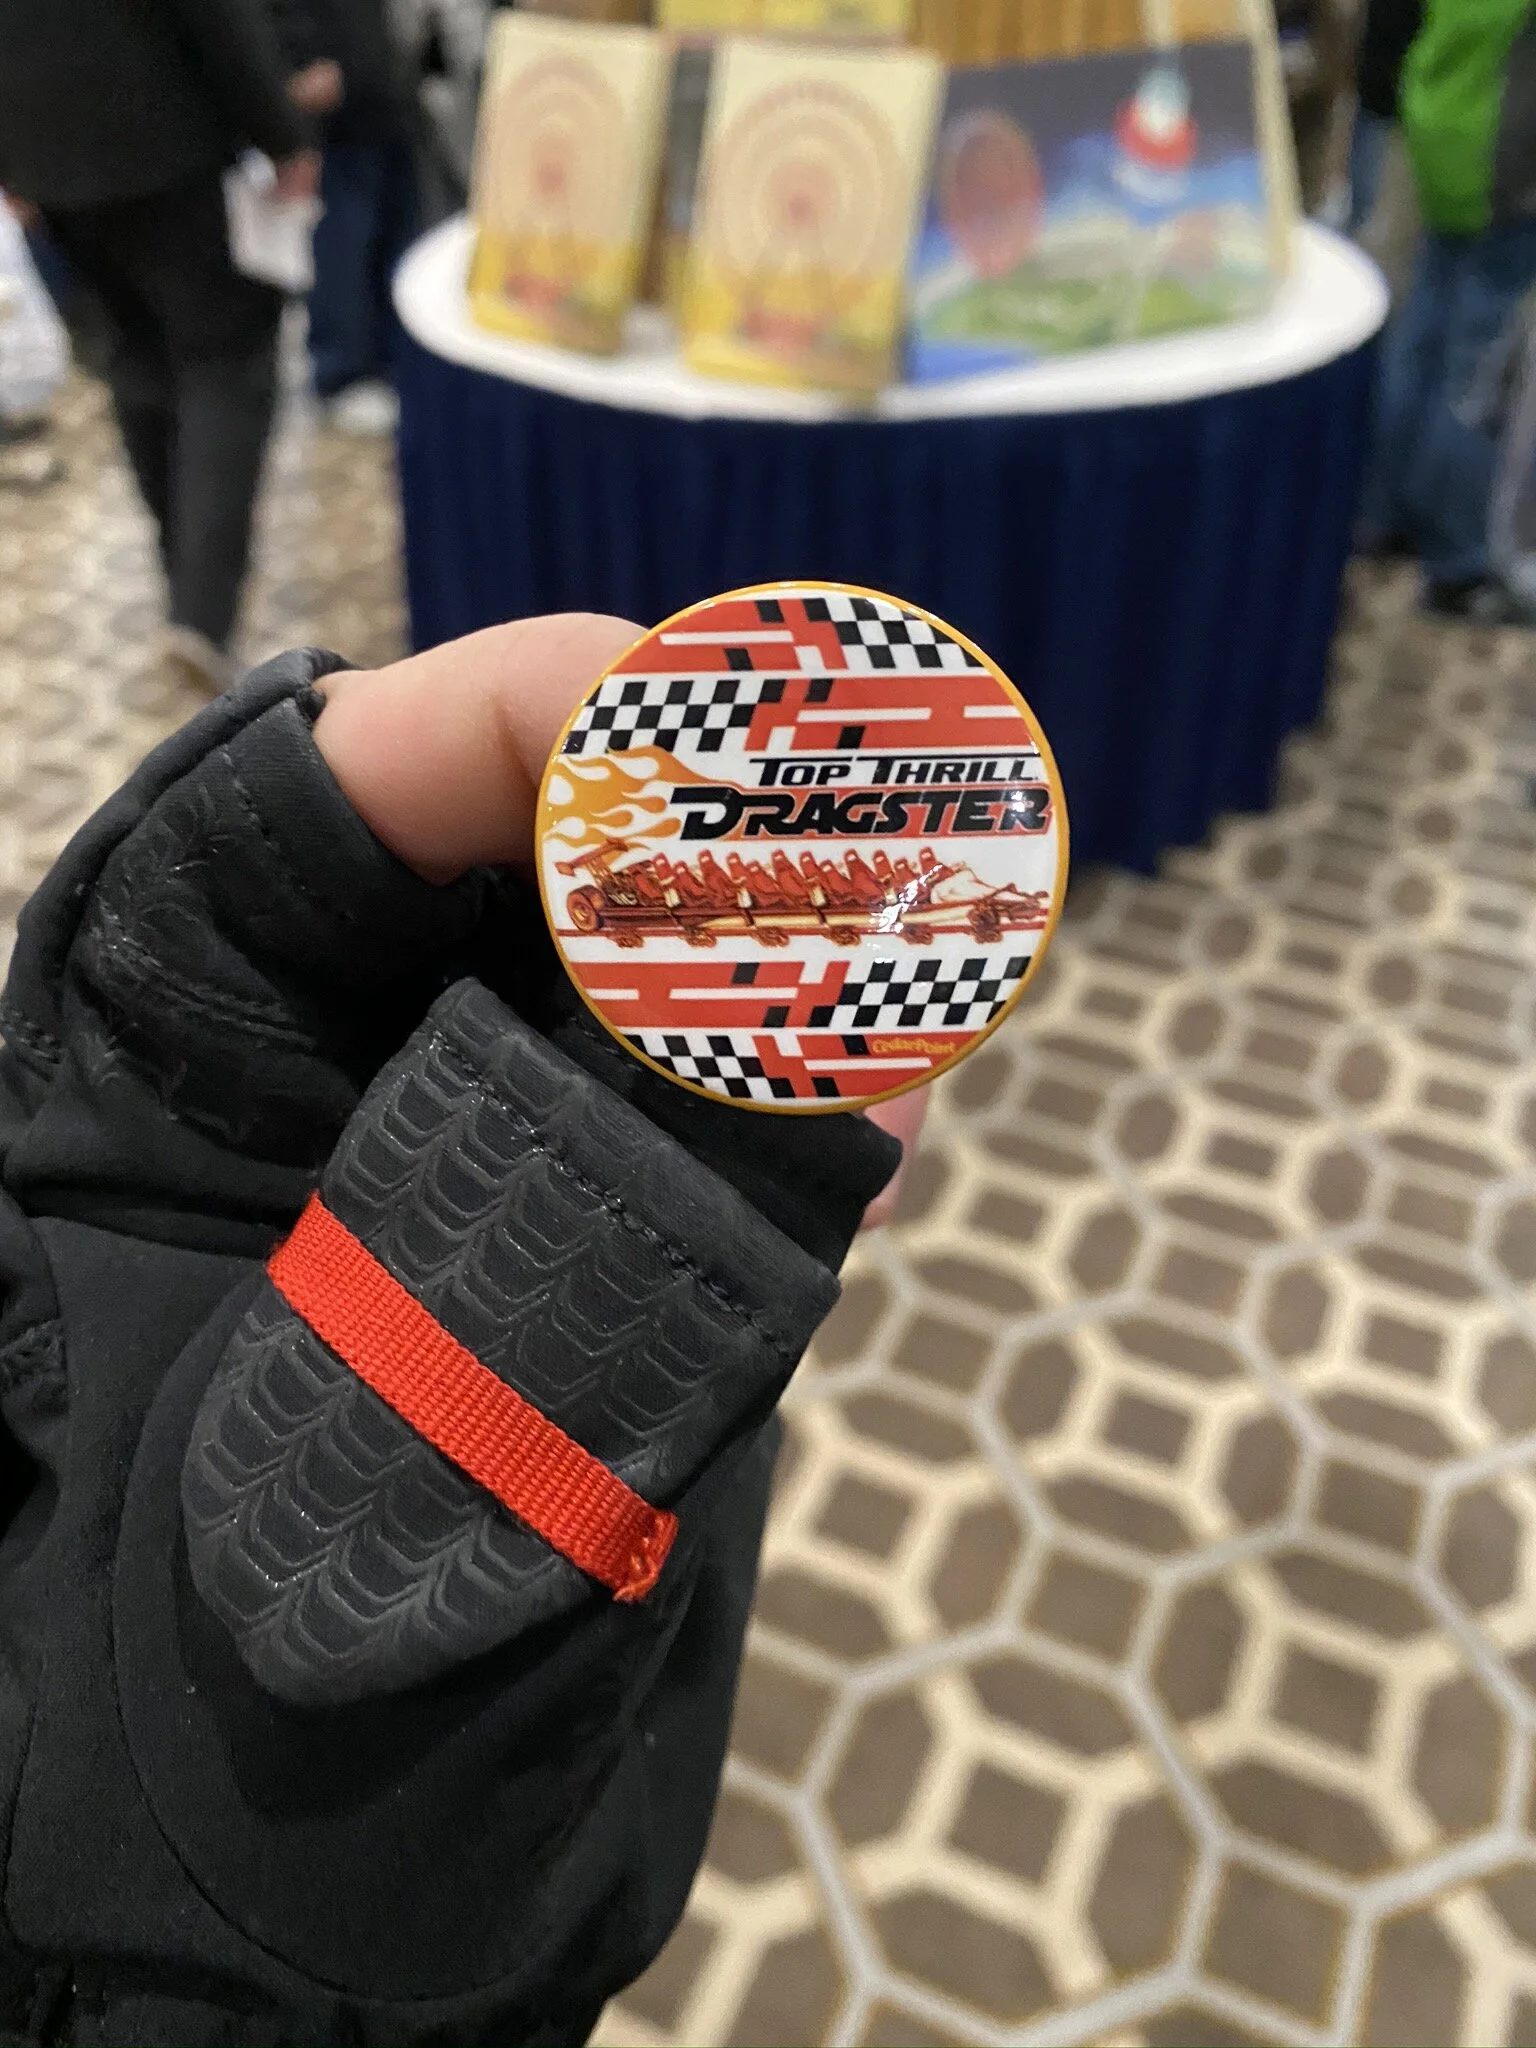 Top Thrill
Dragster
CedarPoint